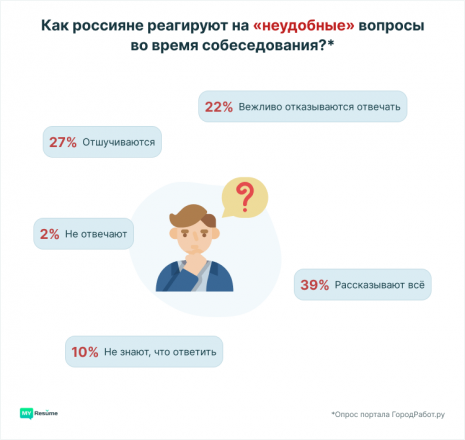 Как россияне реагируют на «неудобные» вопросы
во время собеседования?*
22% Вежливо отказываются отвечать
27% Отшучиваются
?
2% Не отвечают
39% Рассказывают всё
10% Не знают, что ответить
MY Resume
*Опрос портала ГородРабот.ру